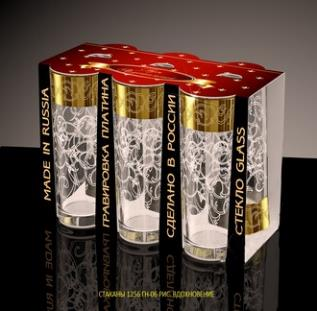 MADE IN RUSSIA
ГРАВИРОВКА ПЛАТИНА
СДЕЛАНО В РОССИИ
СТЕКЛО GLASS
СТАКАНЫ 1256 ГН-06 РИС. ВДОХНОВЕНИЕ